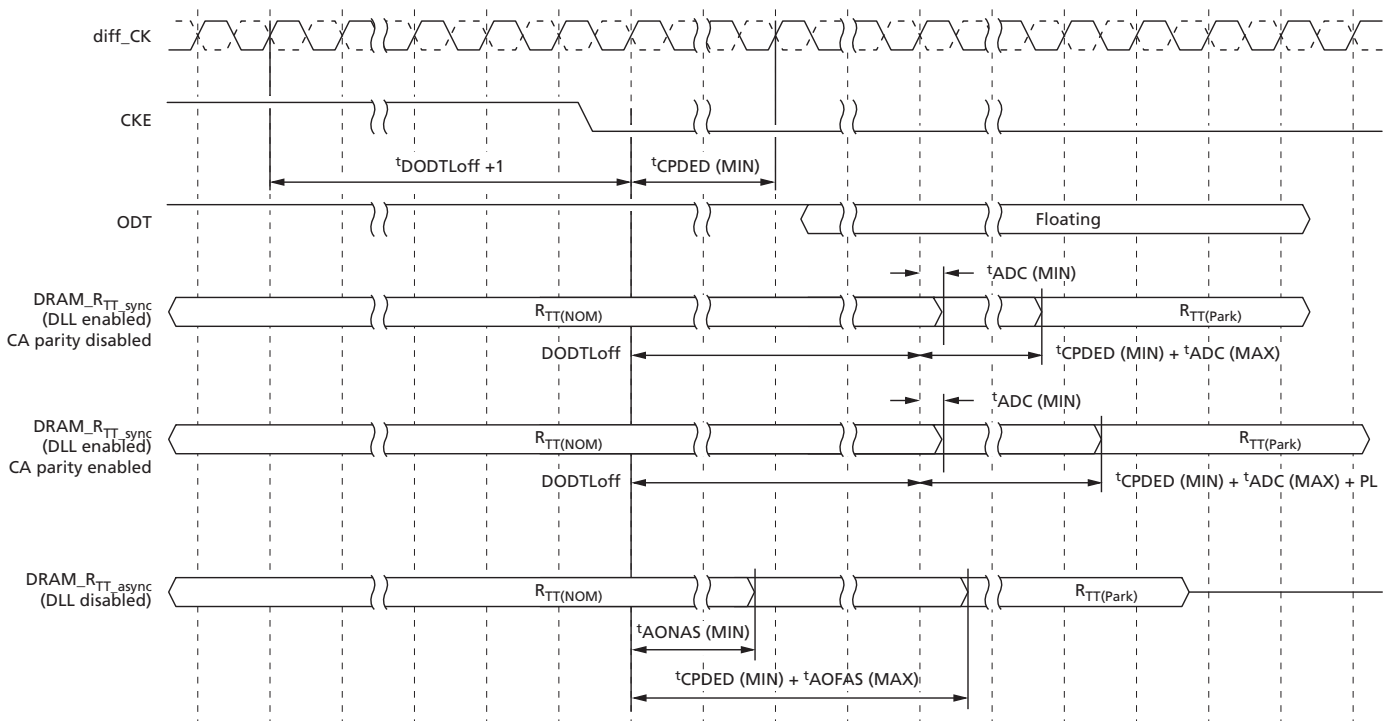 diff_CK
CKE
tDODTLoff +1
tCPDED (MIN)
ODT
Floating
tADC (MIN)
DRAM_RTT_sync
(DLL enabled)
CA parity disabled
RTT(NOM)
RTT(Park)
DODTLoff
tCPDED (MIN) + tADC (MAX)
tADC (MIN)
DRAM_RTT_sync
(DLL enabled)
CA parity enabled
RTT(NOM)
RTT(Park)
DODTLoff
tCPDED (MIN) + tADC (MAX) + PL
DRAM_RTT_async
(DLL disabled)
RTT(NOM)
RTT(Park)
tAONAS (MIN)
tCPDED (MIN) + tAOFAS (MAX)